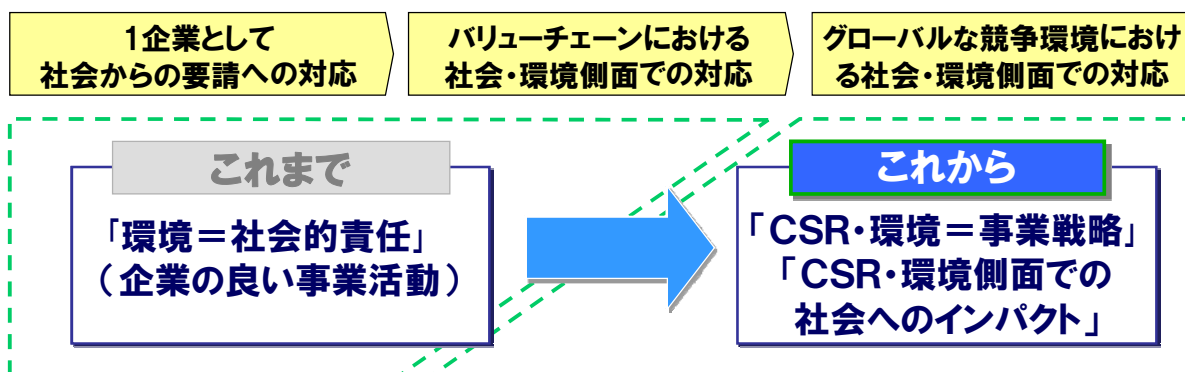 1企業として
社会からの要請への対応
バリューチェーンにおける
社会・環境側面での対応
グローバルな競争環境におけ
る社会・環境側面での対応
これまで
「環境＝社会的責任」
（企業の良い事業活動）
これから
「CSR・環境＝事業戦略」
「CSR・環境側面での
社会へのインパクト」